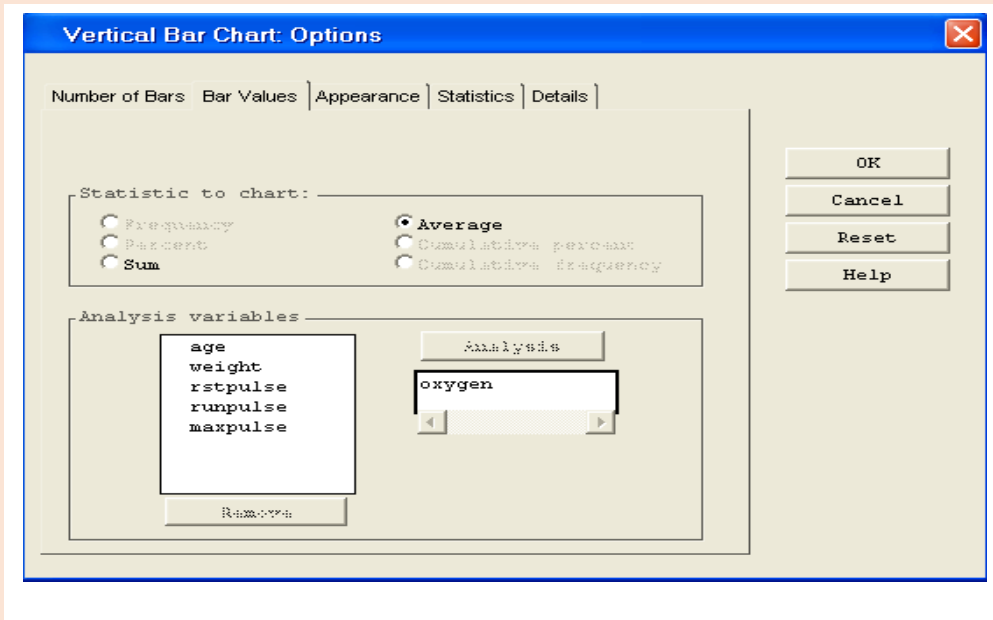 Vertical Bar Chart: Options
Number of Bars Bar Values Appearance Statistics Details
Statistic to chart:
Frequency Average
Percent Cumulative percent
Sum Cumulative frequency
OK
Cancel
Reset
Help
Analysis variables
age
weight
rstpulse
runpulse
maxpulse
Remove
Analysis
oxygen